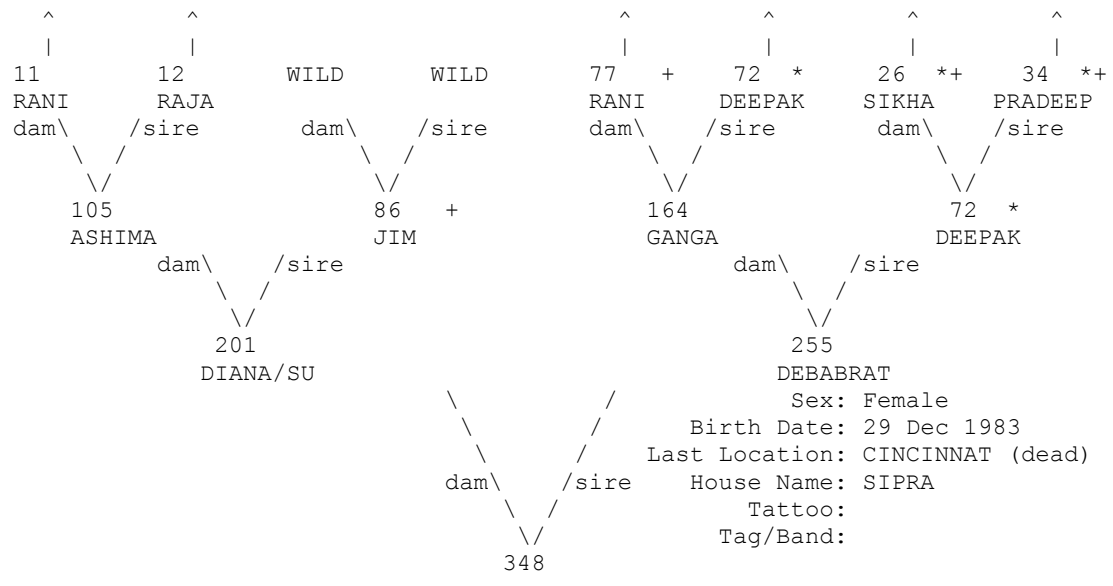 ^ ^ ^ ^ ^ ^
| | | | | |
11 12 WILD WILD 77 + 72 * 26 *+ 34 *+
RANI RAJA RANI DEEPAK SIKHA PRADEEP
dam\ /sire dam\ /sire dam\ /sire dam\ /sire
\ / \ / \ / \ /
\/ \/ \/ \/
105 86 + 164 72 *
ASHIMA JIM GANGA DEEPAK
dam\ /sire dam\ /sire
\ / \ /
\/ \/
201 255
DIANA/SU DEBABRAT
\ / Sex: Female
\ / Birth Date: 29 Dec 1983
\ / Last Location: CINCINNAT (dead)
dam\ /sire House Name: SIPRA
\ / Tattoo:
\/ Tag/Band:
348